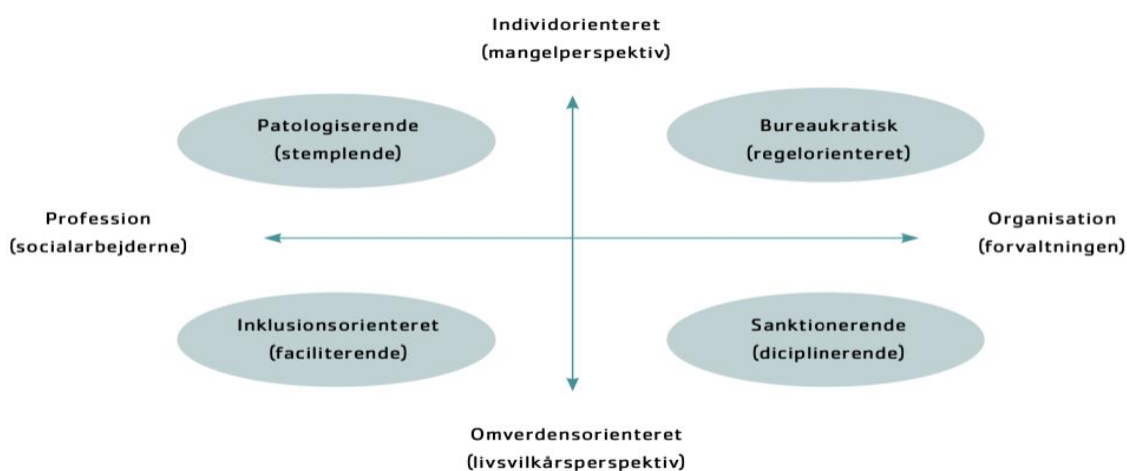 Individorienteret
(mangelperspektiv)
Patologiserende
(stemplende)
Bureaukratisk
(regelorienteret)
Profession
(socialarbejderne)
Organisation
(forvaltningen)
Inklusionsorienteret
(faciliterende)
Sanktionerende
(diciplinerende)
Omverdensorienteret
(livsvilkårsperspektiv)